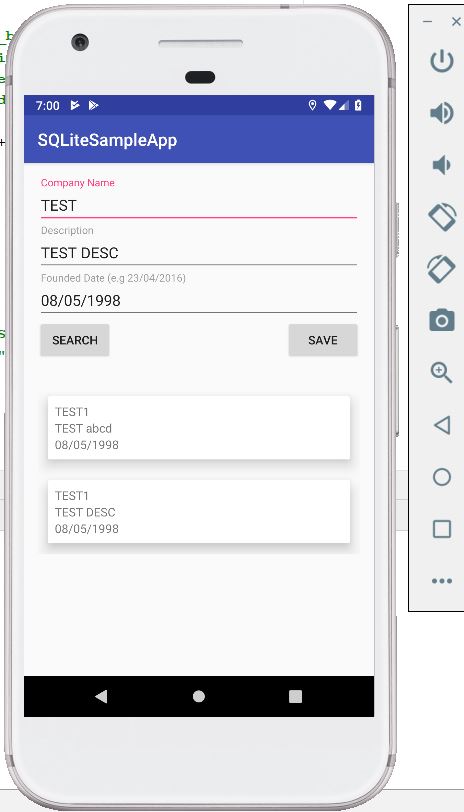 7:00
SQLiteSampleApp
Company Name
TEST
Description
TEST DESC
Founded Date (e.g 23/04/2016)
08/05/1998
SEARCH
SAVE
TEST1
TEST abcd
08/05/1998
TEST1
TEST DESC
08/05/1998